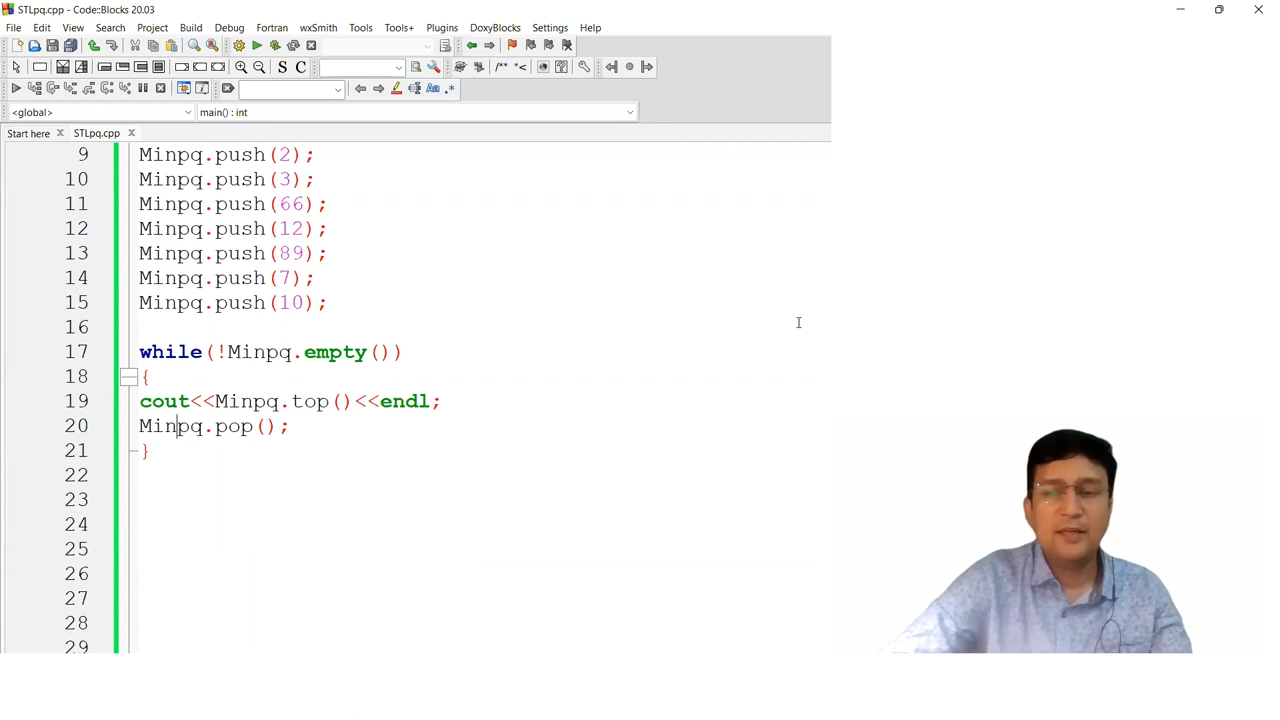 STLpq.cpp - Code::Blocks 20.03
File Edit View Search Project Build Debug Fortran wxSmith Tools Tools+ Plugins DoxyBlocks Settings Help
S C /** *<
Aa .*
<global> main() : int
Start here STLpq.cpp
9 Minpq.push(2);
10 Minpq.push(3);
11 Minpq.push(66);
12 Minpq.push(12);
13 Minpq.push(89);
14 Minpq.push(7);
15 Minpq.push(10);
16
17 while(!Minpq.empty())
18 {
19 cout<<Minpq.top()<<endl;
20 Minpq.pop();
21 }
22
23
24
25
26
27
28
29